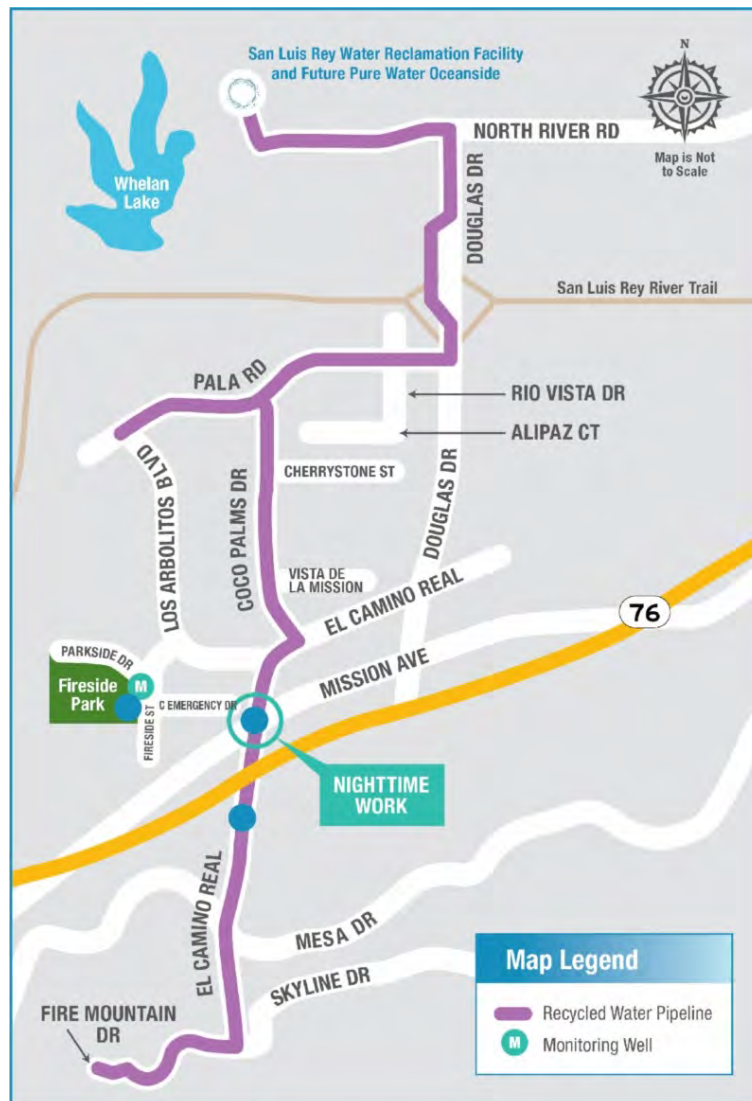 San Luis Rey Water Reclamation Facility
and Future Pure Water Oceanside
N
Map is Not
to Scale
NORTH RIVER RD
Whelan
Lake
DOUGLAS DR
San Luis Rey River Trail
PALA RD
RIO VISTA DR
ALIPAZ CT
CHERRYSTONE ST
LOS ARBOLITOS BLVD
COCO PALMS DR
DOUGLAS DR
VISTA DE
LA MISSION
EL CAMINO REAL
76
MISSION AVE
PARKSIDE DR
Fireside
Park
M
FIRESIDE ST
C EMERGENCY DR
NIGHTTIME
WORK
EL CAMINO REAL
MESA DR
SKYLINE DR
FIRE MOUNTAIN
DR
Map Legend
Recycled Water Pipeline
M
Monitoring Well